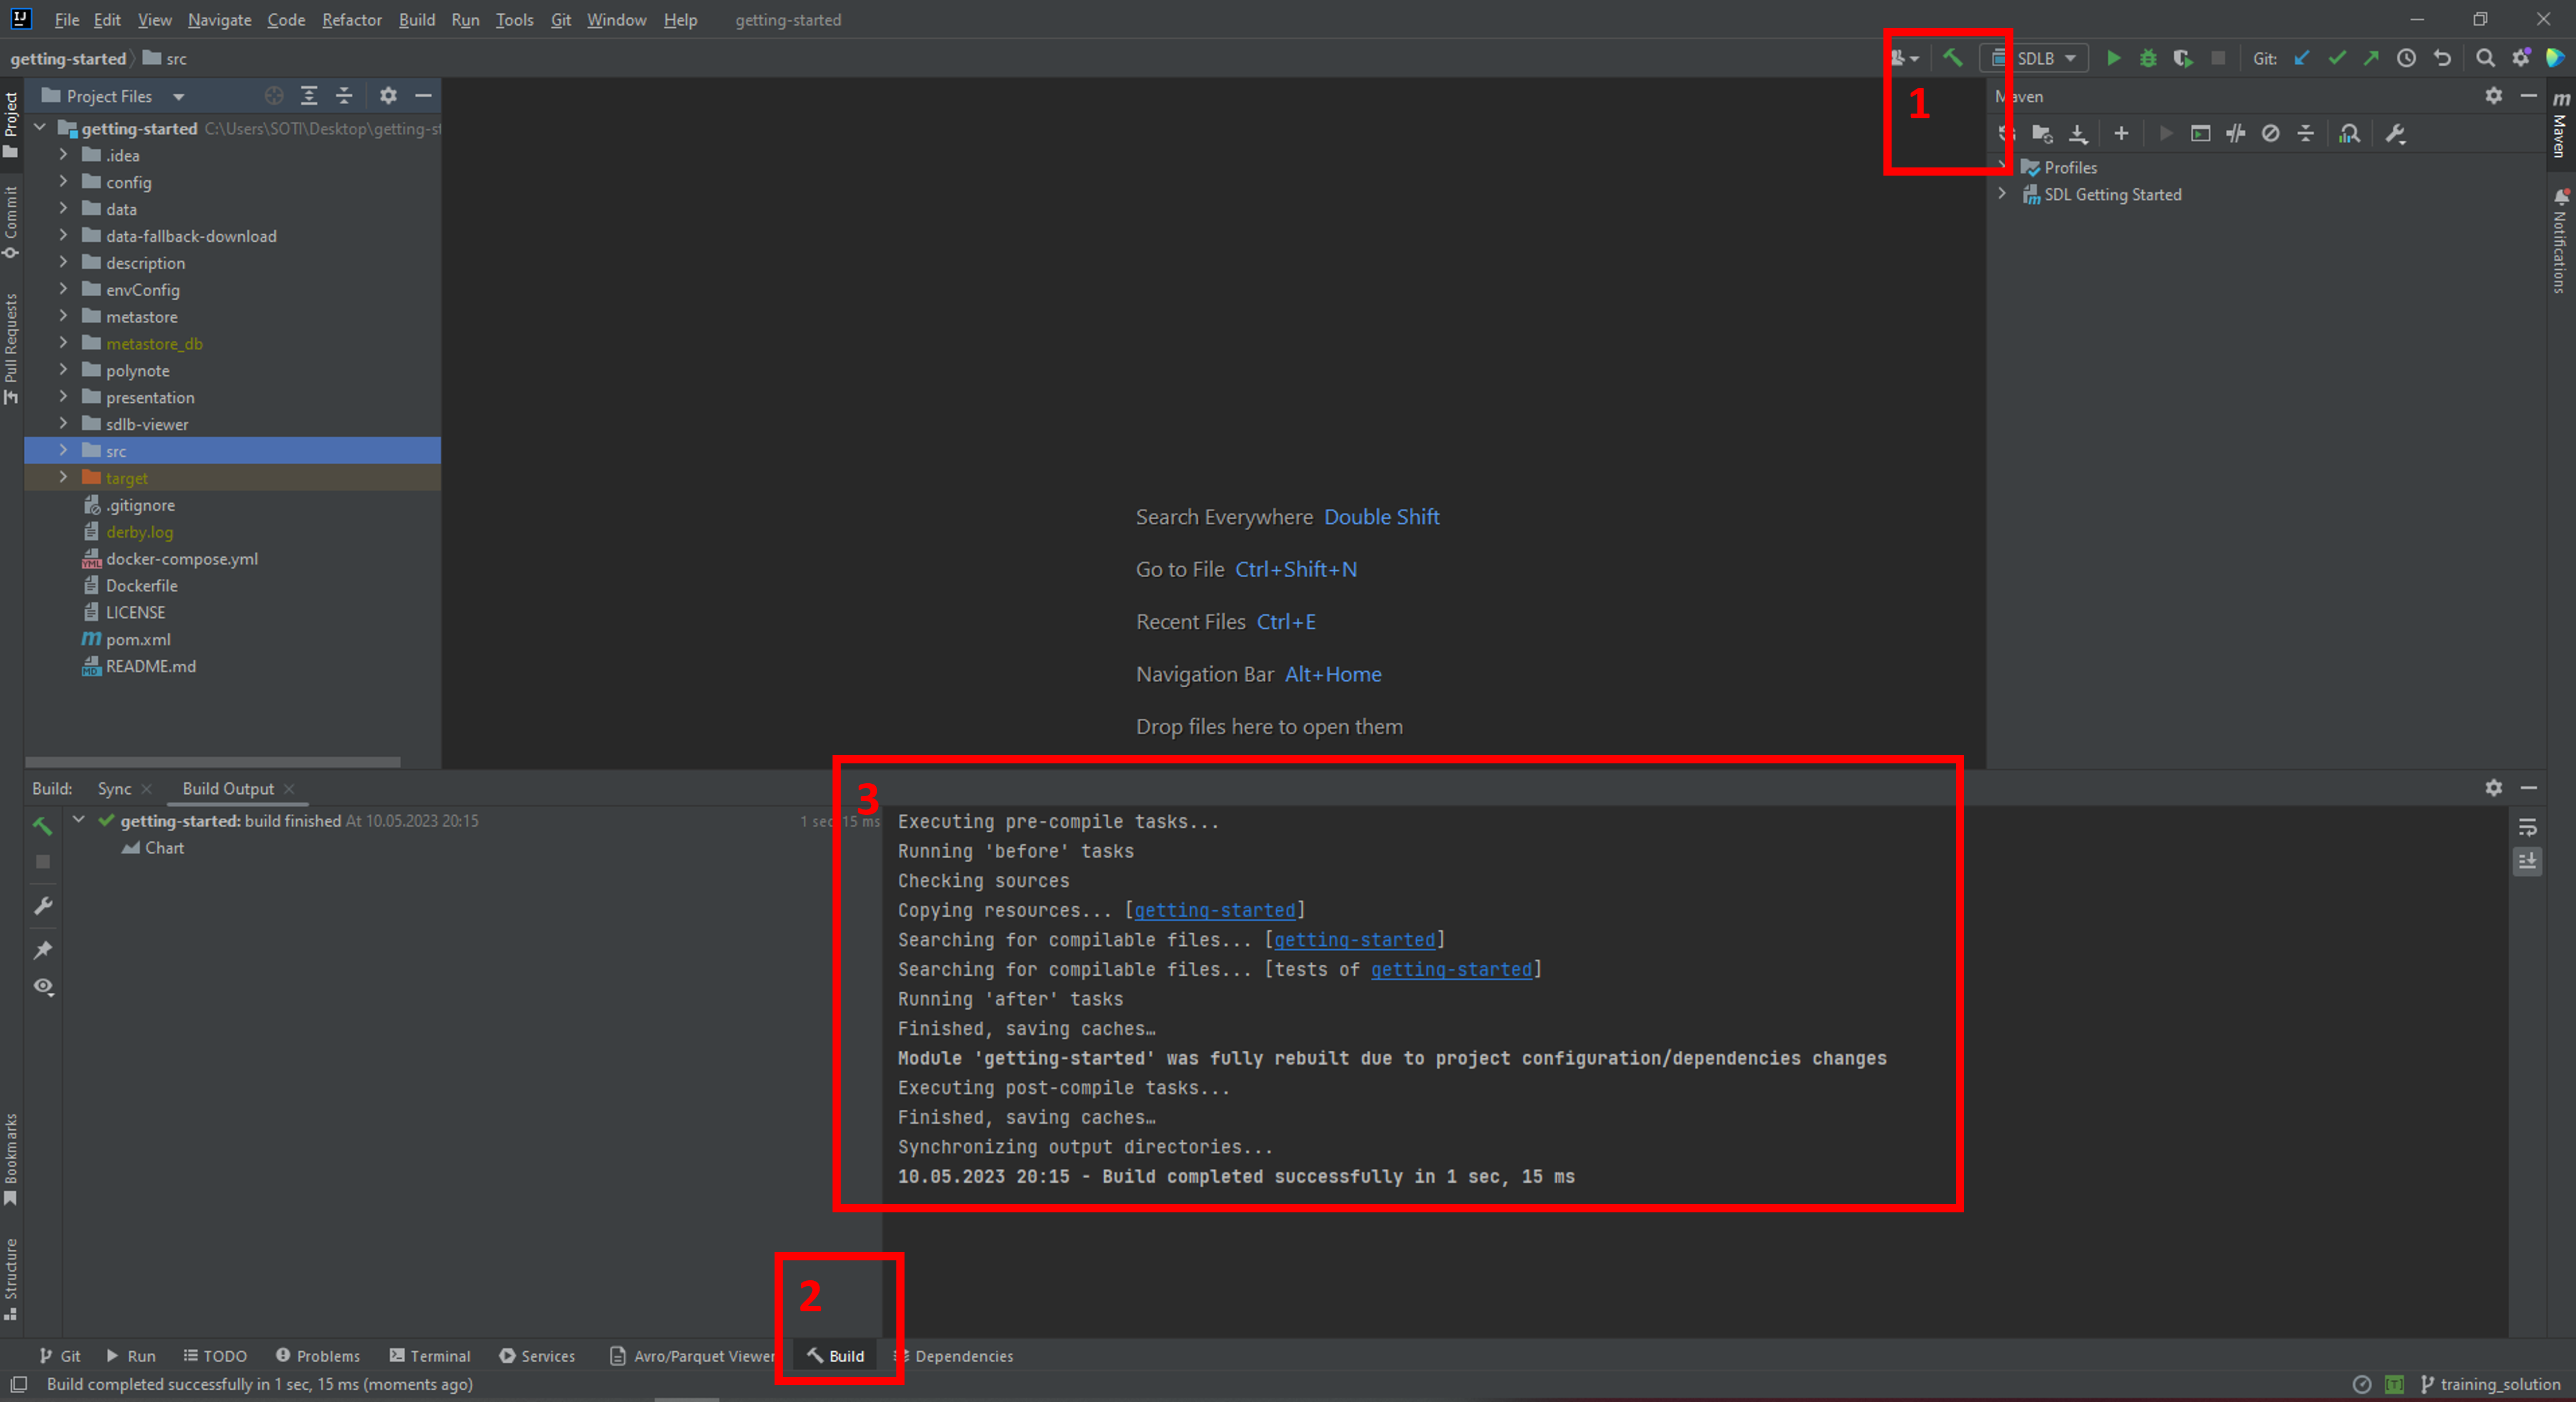 File Edit View Navigate Code Refactor Build Run Tools Git Window Help getting-started
getting-started src
SDLB
Git:
1
Project Files
Maven
Project
Commit
Pull Requests
Bookmarks
Structure
getting-started C:\Users\SOTI\Desktop\getting-st
.idea
config
data
data-fallback-download
description
envConfig
metastore
metastore_db
polynote
presentation
sdlb-viewer
src
target
.gitignore
derby.log
docker-compose.yml
Dockerfile
LICENSE
pom.xml
README.md
Search Everywhere Double Shift
Go to File Ctrl+Shift+N
Recent Files Ctrl+E
Navigation Bar Alt+Home
Drop files here to open them
Profiles
SDL Getting Started
Maven
Notifications
Build: Sync Build Output
getting-started: build finished At 10.05.2023 20:15 1 sec, 15 ms
Chart
3
Executing pre-compile tasks...
Running 'before' tasks
Checking sources
Copying resources... [getting-started]
Searching for compilable files... [getting-started]
Searching for compilable files... [tests of getting-started]
Running 'after' tasks
Finished, saving caches…
Module 'getting-started' was fully rebuilt due to project configuration/dependencies changes
Executing post-compile tasks...
Finished, saving caches…
Synchronizing output directories...
10.05.2023 20:15 - Build completed successfully in 1 sec, 15 ms
2
Git Run TODO Problems Terminal Services Avro/Parquet Viewer Build Dependencies
Build completed successfully in 1 sec, 15 ms (moments ago)
[T]
training_solution